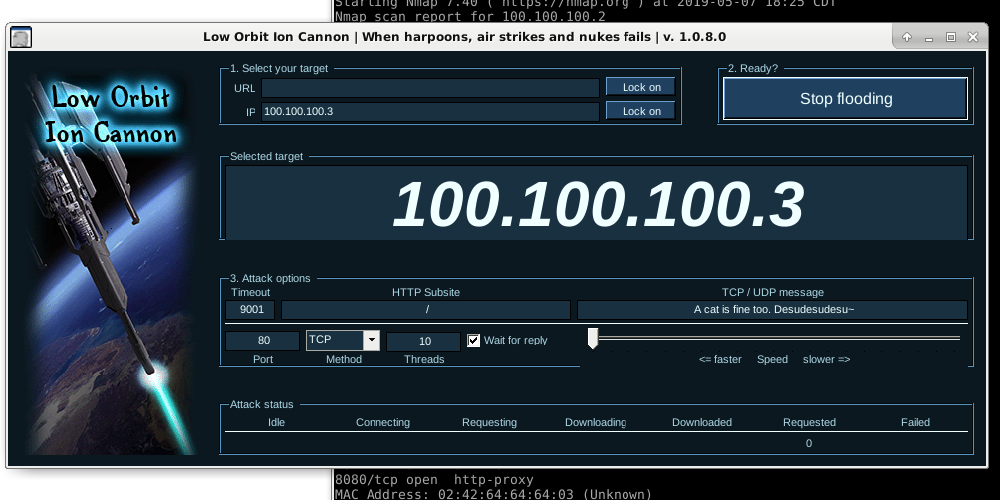 Starting Nmap 7.40 ( https://nmap.org ) at 2019-05-07 18:25 CDT
Nmap scan report for 100.100.100.2
Low Orbit Ion Cannon | When harpoons, air strikes and nukes fails | v. 1.0.8.0
Low Orbit
Ion Cannon
1. Select your target
URL Lock on
IP 100.100.100.3 Lock on
2. Ready?
Stop flooding
Selected target
100.100.100.3
3. Attack options
Timeout HTTP Subsite TCP / UDP message
9001 / A cat is fine too. Desudesudesu~
80 TCP 10 Wait for reply
Port Method Threads <= faster Speed slower =>
Attack status
Idle Connecting Requesting Downloading Downloaded Requested Failed
0
8080/tcp open http-proxy
MAC Address: 02:42:64:64:64:03 (Unknown)